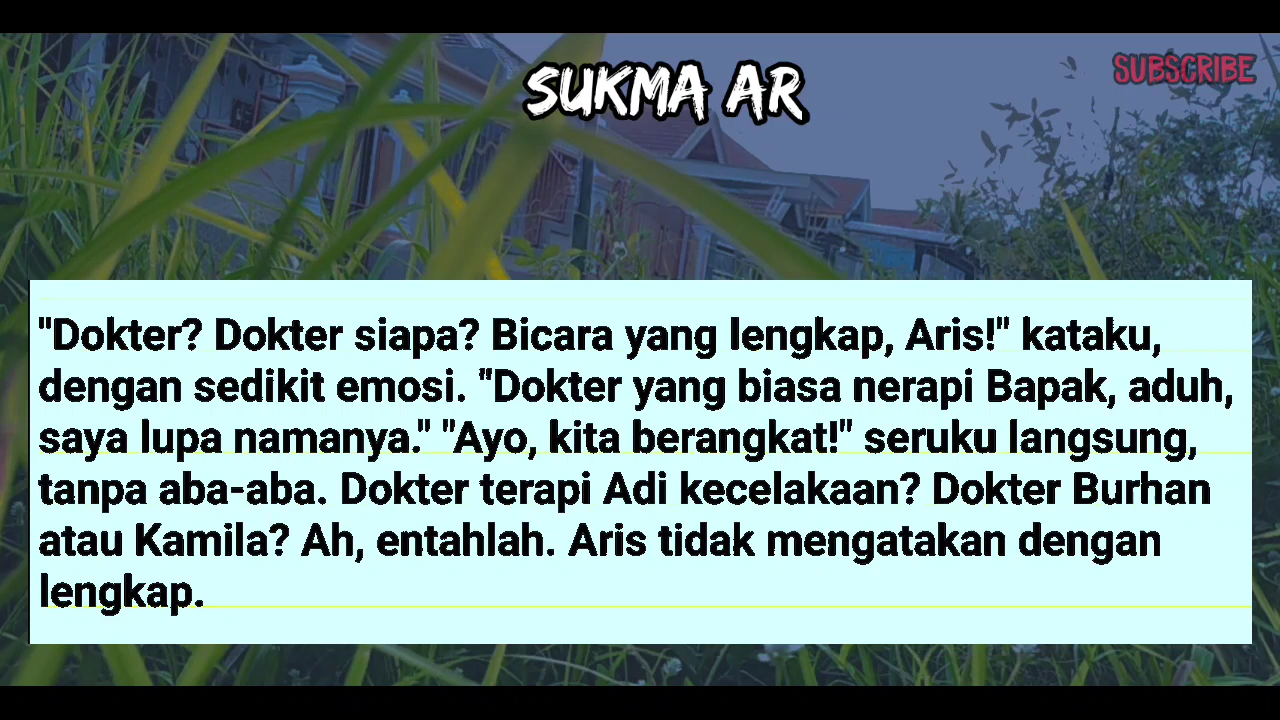 SUKMA AR
SUBSCRIBE
"Dokter? Dokter siapa? Bicara yang lengkap, Aris!" kataku,
dengan sedikit emosi. "Dokter yang biasa nerapi Bapak, aduh,
saya lupa namanya." "Ayo, kita berangkat!" seruku langsung,
tanpa aba-aba. Dokter terapi Adi kecelakaan? Dokter Burhan
atau Kamila? Ah, entahlah. Aris tidak mengatakan dengan
lengkap.